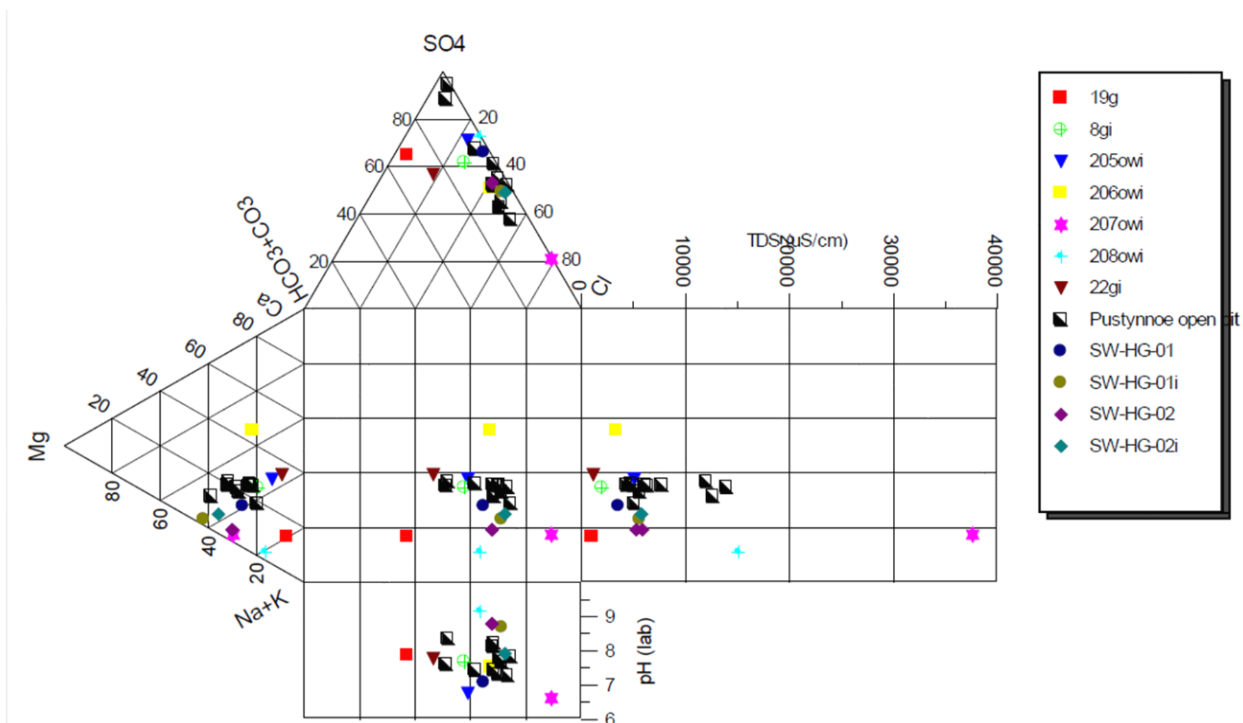 SO4
80
20
60
40
40
60
20
80
HCO3+CO3
Cl
Ca
80
60
40
20
Mg
80
60
40
20
Na+K
0
10000
20000
30000
40000
TDS(uS/cm)
9
8
7
6
pH (lab)
19g
8gi
205owi
206owi
207owi
208owi
22gi
Pustynnoe open pit
SW-HG-01
SW-HG-01i
SW-HG-02
SW-HG-02i